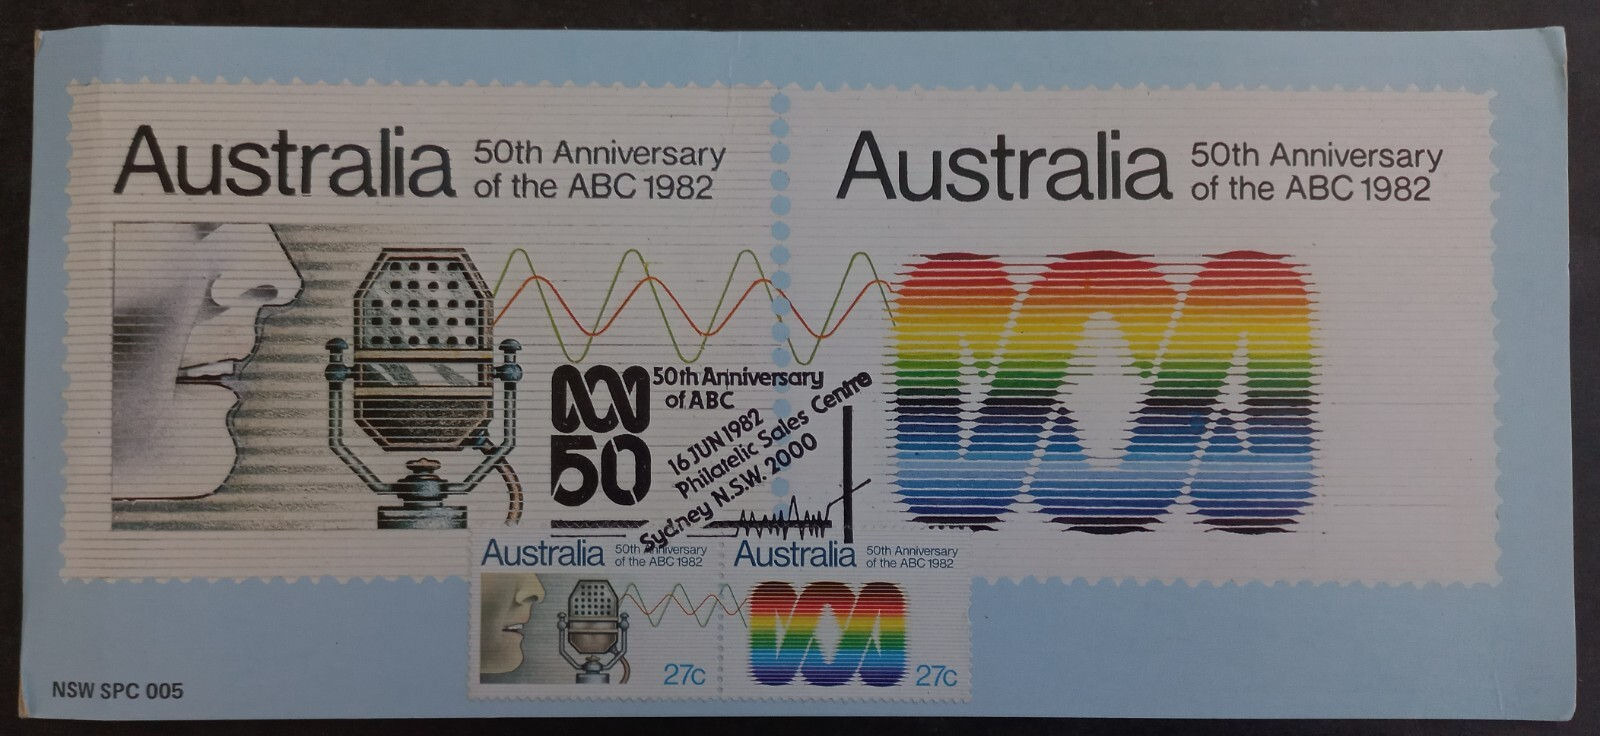 Australia 50th Anniversary
of the ABC 1982
Australia 50th Anniversary
of the ABC 1982
50th Anniversary
of ABC
50
16 JUN 1982
Philatelic Sales Centre
Sydney N.S.W. 2000
Australia 50th Anniversary
of the ABC 1982
27c
Australia 50th Anniversary
of the ABC 1982
27c
NSW SPC 005